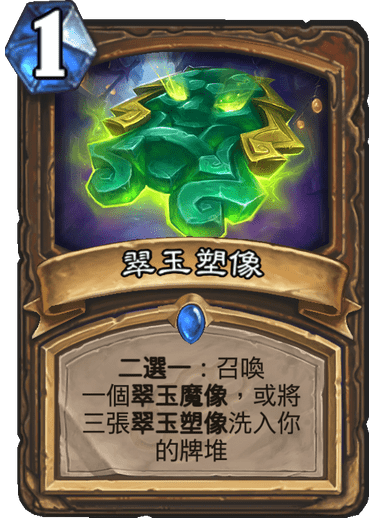 1
翠玉塑像
二選一：召喚
一個翠玉魔像，或將
三張翠玉塑像洗入你
的牌堆